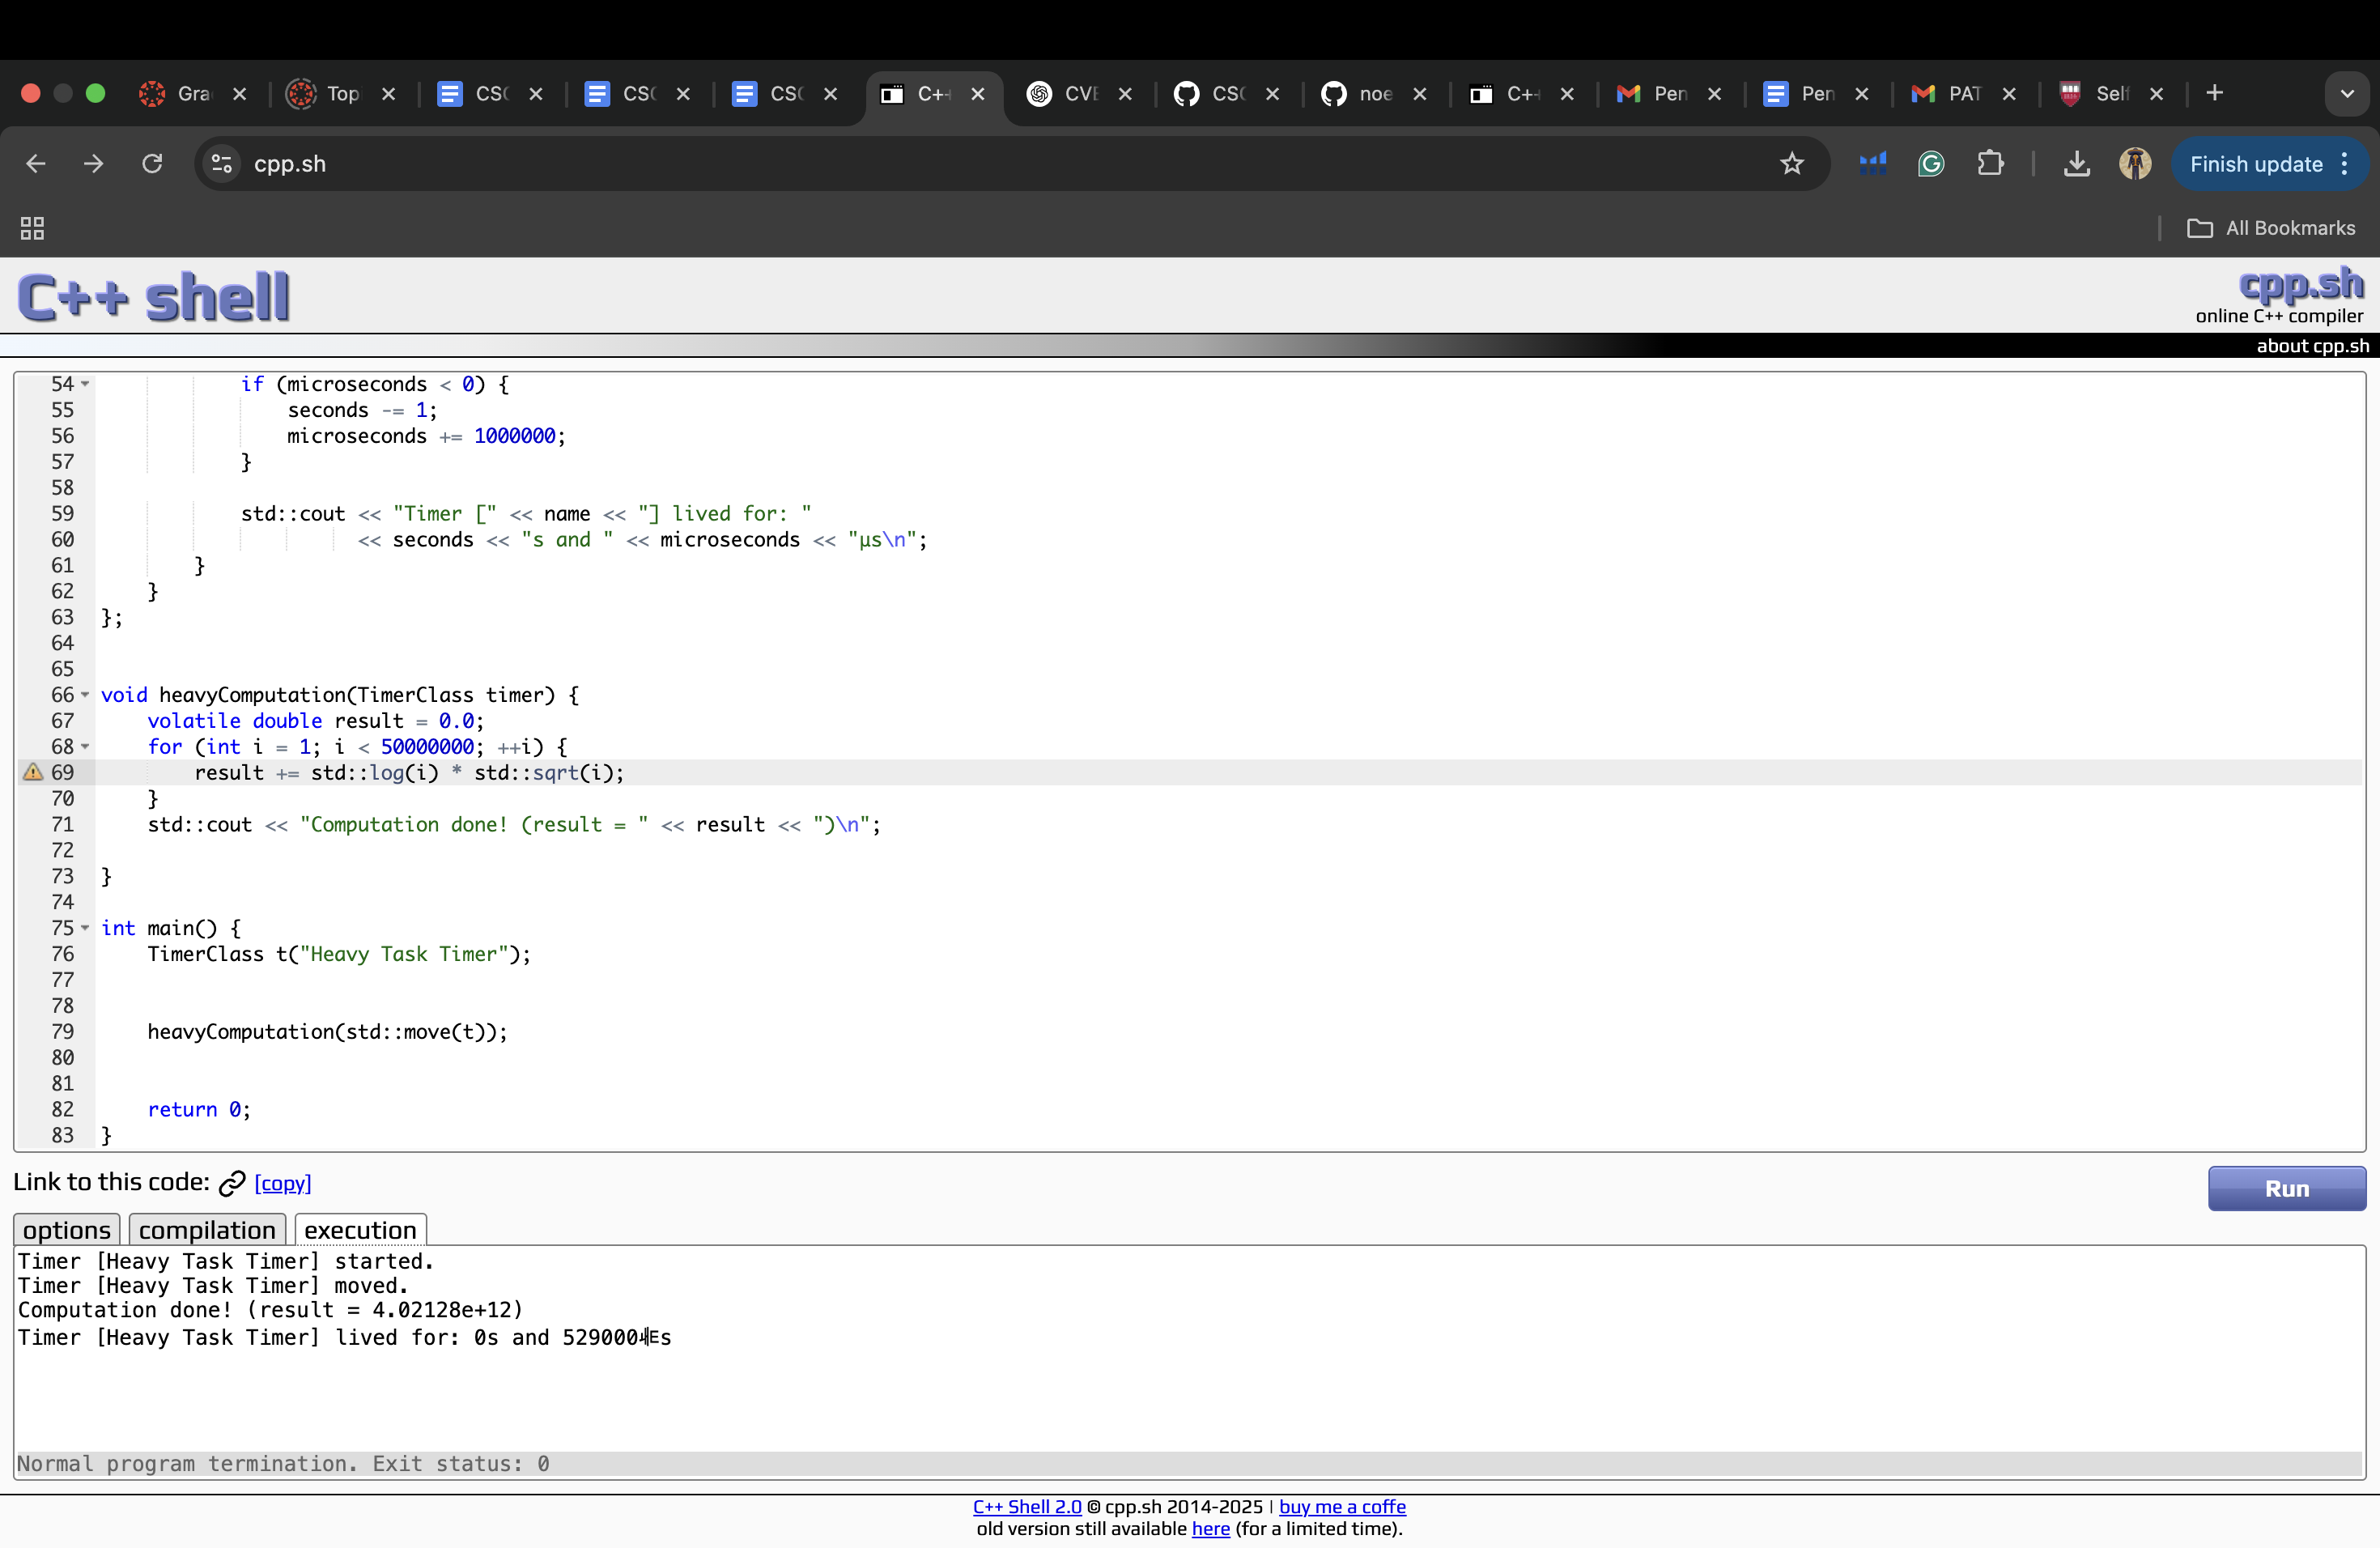 Gra
Top
CSC
CSC
CSC
C++
CVE
CSC
noe
C++
Pen
Pen
PAT
Self
cpp.sh
Finish update
All Bookmarks
C++ shell
cpp.sh
online C++ compiler
about cpp.sh
54 if (microseconds < 0) {
55 seconds -= 1;
56 microseconds += 1000000;
57 }
58
59 std::cout << "Timer [" << name << "] lived for: "
60 << seconds << "s and " << microseconds << "µs\n";
61 }
62 }
63 };
64
65
66 void heavyComputation(TimerClass timer) {
67 volatile double result = 0.0;
68 for (int i = 1; i < 50000000; ++i) {
69 result += std::log(i) * std::sqrt(i);
70 }
71 std::cout << "Computation done! (result = " << result << ")\n";
72
73 }
74
75 int main() {
76 TimerClass t("Heavy Task Timer");
77
78
79 heavyComputation(std::move(t));
80
81
82 return 0;
83 }
Link to this code: [copy]
Run
options compilation execution
Timer [Heavy Task Timer] started.
Timer [Heavy Task Timer] moved.
Computation done! (result = 4.02128e+12)
Timer [Heavy Task Timer] lived for: 0s and
Normal program termination. Exit status: 0
C++ Shell 2.0 © cpp.sh 2014-2025 | buy me a coffe
old version still available here (for a limited time).